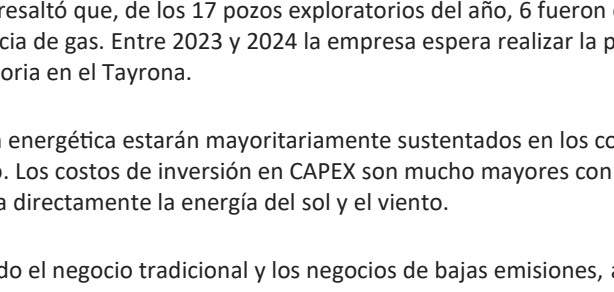 resaltó que, de los 17 pozos exploratorios del año, 6 fueron
cia de gas. Entre 2023 y 2024 la empresa espera realizar la
oria en el Tayrona.
energética estarán mayoritariamente sustentados en los
. Los costos de inversión en CAPEX son mucho mayores con
a directamente la energía del sol y el viento.
do el negocio tradicional y los negocios de bajas emisiones,